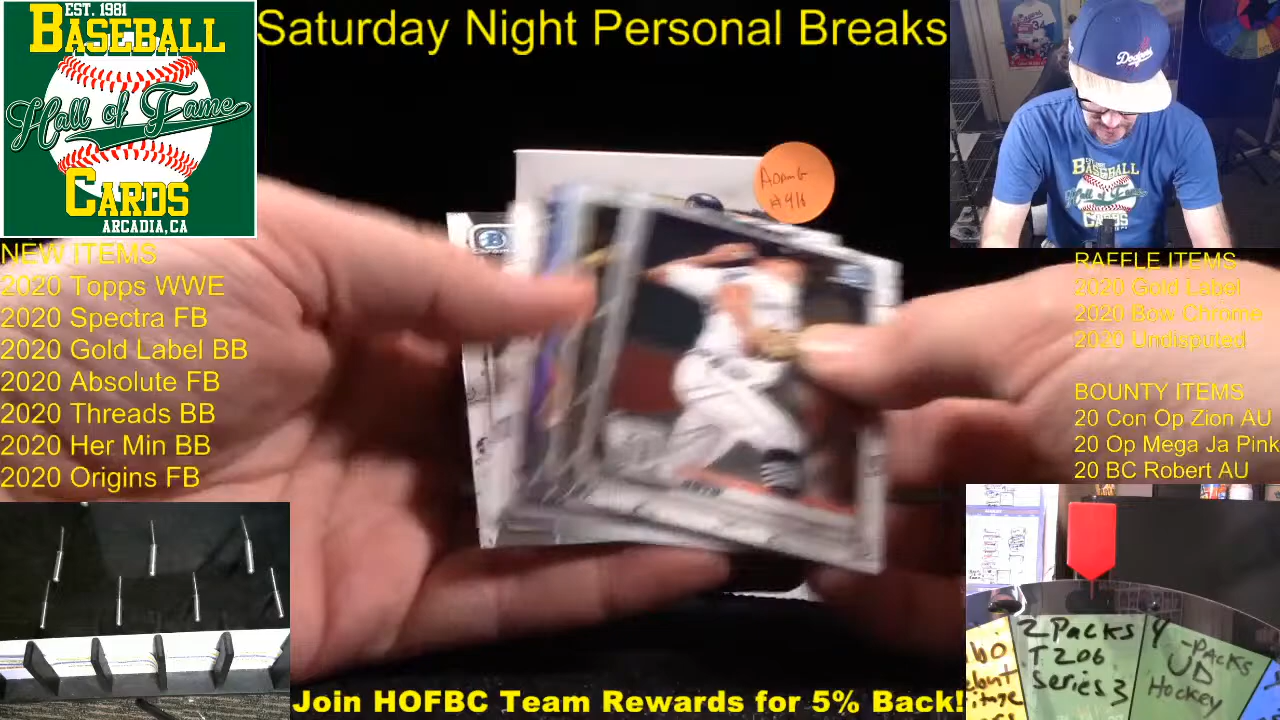 EST. 1981
BASEBALL
Hall of Fame
CARDS
ARCADIA, CA
Saturday Night Personal Breaks
Dodgers
BASEBALL
Hall of Fame
CARDS
NEW ITEMS
2020 Topps WWE
2020 Spectra FB
2020 Gold Label BB
2020 Absolute FB
2020 Threads BB
2020 Her Min BB
2020 Origins FB
RAFFLE ITEMS
2020 Gold Label
2020 Bow Chrome
2020 Undisputed
BOUNTY ITEMS
20 Con Op Zion AU
20 Op Mega Ja Pink
20 BC Robert AU
2 Packs
T206
Series 3
4
-Packs
UD
Hockey
Join HOFBC Team Rewards for 5% Back!